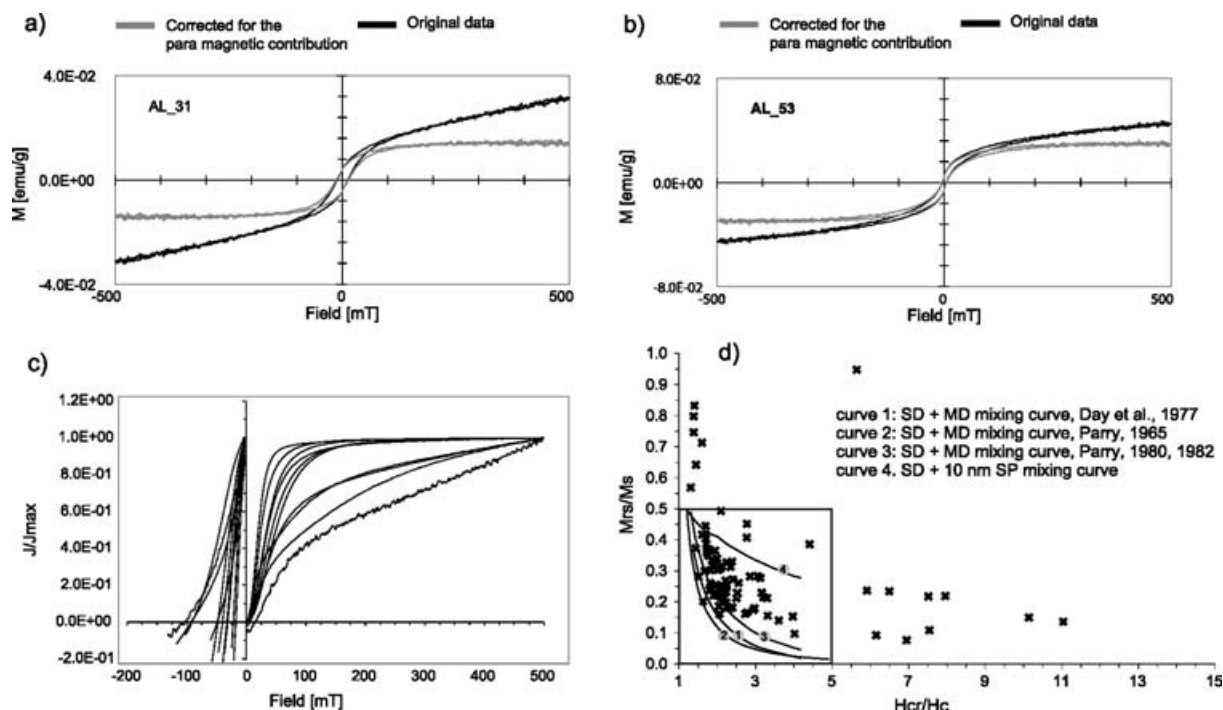 a)
Corrected for the
para magnetic contribution
Original data
4.0E-02
AL_31
M [emu/g]
0.0E+00
-4.0E-02
-500
0
500
Field [mT]
b)
Corrected for the
para magnetic contribution
Original data
8.0E-02
AL_53
M [emu/g]
0.0E+00
-8.0E-02
-500
0
500
Field [mT]
c)
1.2E+00
1.0E+00
8.0E-01
6.0E-01
4.0E-01
2.0E-01
0.0E+00
-2.0E-01
J/Jmax
-200
-100
0
100
200
300
400
500
Field [mT]
d)
1.0
0.9
0.8
0.7
0.6
0.5
0.4
0.3
0.2
0.1
0.0
Mrs/Ms
curve 1: SD + MD mixing curve, Day et al., 1977
curve 2: SD + MD mixing curve, Parry, 1965
curve 3: SD + MD mixing curve, Parry, 1980, 1982
curve 4. SD + 10 nm SP mixing curve
4
2
1
3
1
3
5
7
9
11
13
15
Hcr/Hc